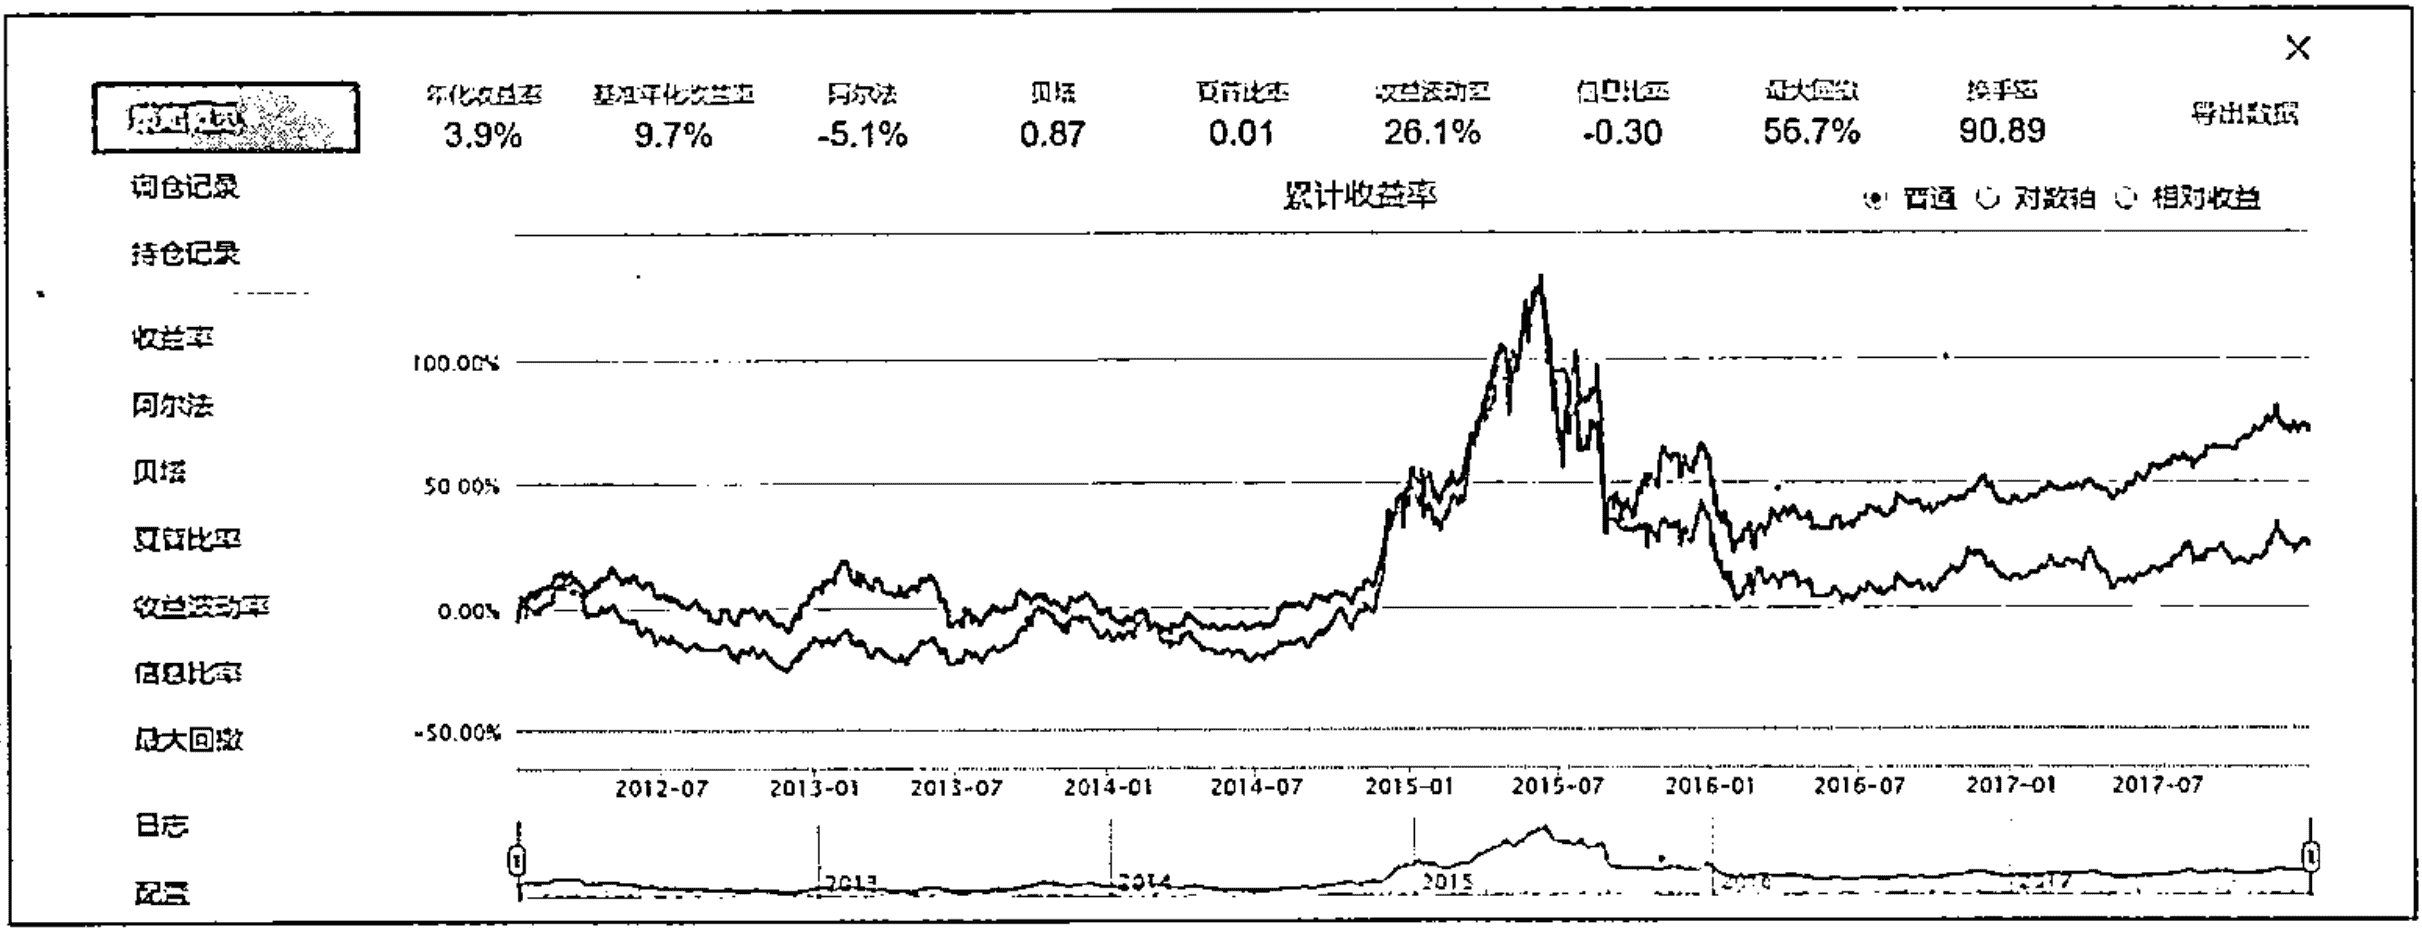 年化收益率 基准年化收益率 阿尔法 贝塔 夏普比率 收益波动率 信息比率 最大回撤 换手率
3.9% 9.7% -5.1% 0.87 0.01 26.1% -0.30 56.7% 90.89 导出数据
调仓记录
累计收益率
普通 对数轴 相对收益
持仓记录
收益率
100.00%
阿尔法
贝塔
50.00%
夏普比率
收益波动率
0.00%
信息比率
最大回撤
-50.00%
2012-07 2013-01 2013-07 2014-01 2014-07 2015-01 2015-07 2016-01 2016-07 2017-01 2017-07
日志
2013 2014 2015 2016 2017
配置